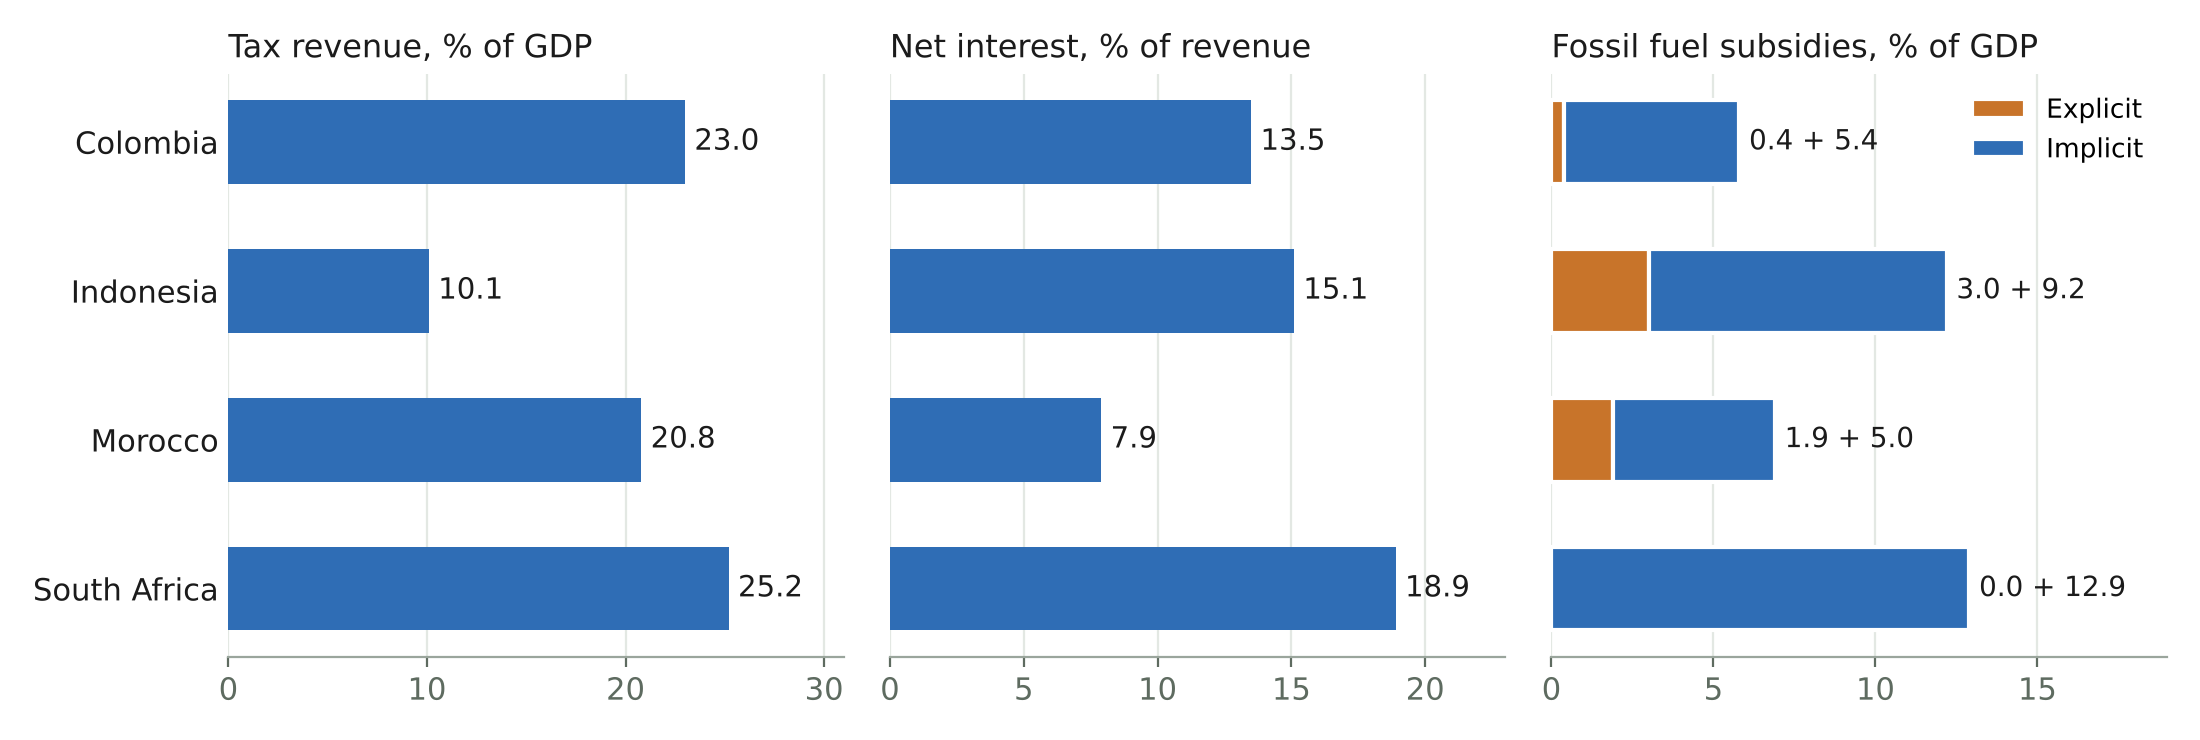 Tax revenue, % of GDP
Net interest, % of revenue
Fossil fuel subsidies, % of GDP
Explicit
Implicit
Colombia
23.0
13.5
0.4 + 5.4
Indonesia
10.1
15.1
3.0 + 9.2
Morocco
20.8
7.9
1.9 + 5.0
South Africa
25.2
18.9
0.0 + 12.9
0 10 20 30
0 5 10 15 20
0 5 10 15